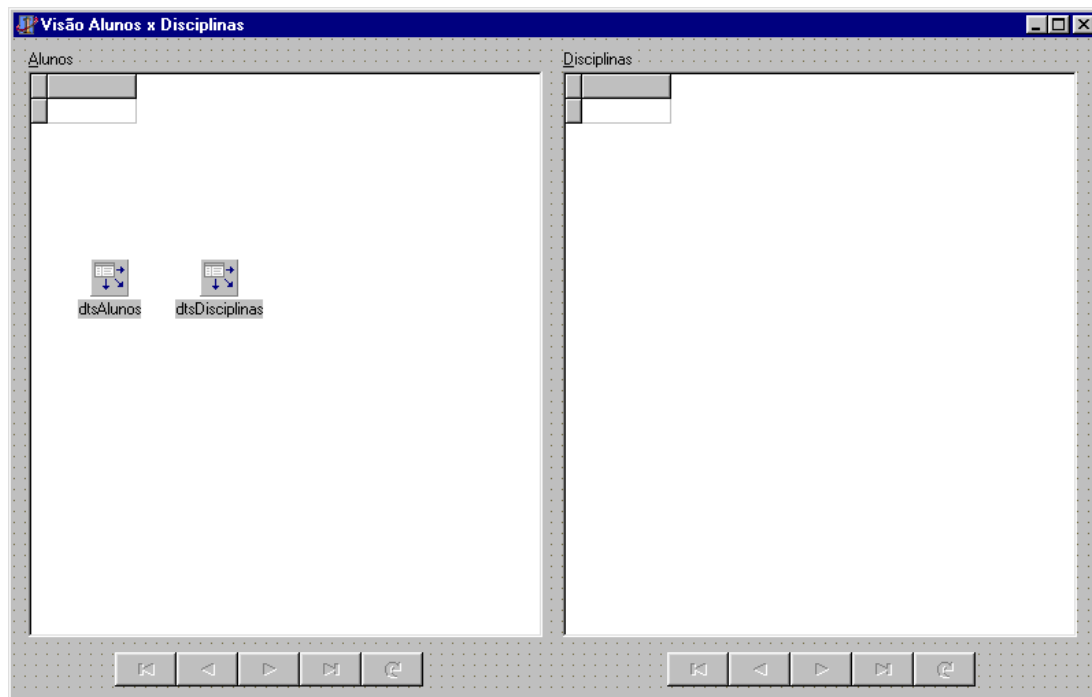 Visão Alunos x Disciplinas
Alunos
Disciplinas
dtsAlunos
dtsDisciplinas